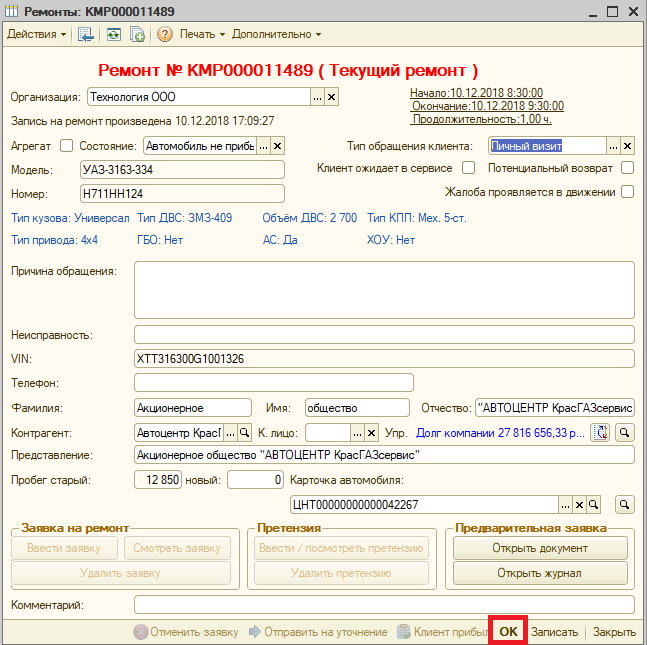 Ремонты: КМР000011489
Действия Печать Дополнительно
Ремонт № КМР000011489 ( Текущий ремонт )
Организация: Технология ООО ... Начало:10.12.2018 8:30:00
Окончание:10.12.2018 9:30:00
Запись на ремонт произведена 10.12.2018 17:09:27 Продолжительность:1,00 ч.
Агрегат Состояние: Автомобиль не приб ... Тип обращения клиента: Личный визит ...
Модель: УАЗ-3163-334 Клиент ожидает в сервисе Потенциальный возврат
Номер: Н711НН124 Жалоба проявляется в движении
Тип кузова: Универсал Тип ДВС: ЗМЗ-409 Объём ДВС: 2 700 Тип КПП: Мех. 5-ст.
Тип привода: 4x4 ГБО: Нет АС: Да ХОУ: Нет
Причина обращения:
Неисправность:
VIN: XTT316300G1001326
Телефон:
Фамилия: Акционерное Имя: общество Отчество: "АВТОЦЕНТР КрасГАЗсервис
Контрагент: Автоцентр Крас ... К. лицо: ... Упр. Долг компании 27 816 656,33 р...
Представление: Акционерное общество "АВТОЦЕНТР КрасГАЗсервис"
Пробег старый: 12 850 новый: 0 Карточка автомобиля:
ЦНТ00000000000042267 ...
Заявка на ремонт Претензия Предварительная заявка
Ввести заявку Смотреть заявку Ввести / посмотреть претензию Открыть документ
Удалить заявку Удалить претензию Открыть журнал
Комментарий:
Отменить заявку Отправить на уточнение Клиент прибыл OK Записать Закрыть